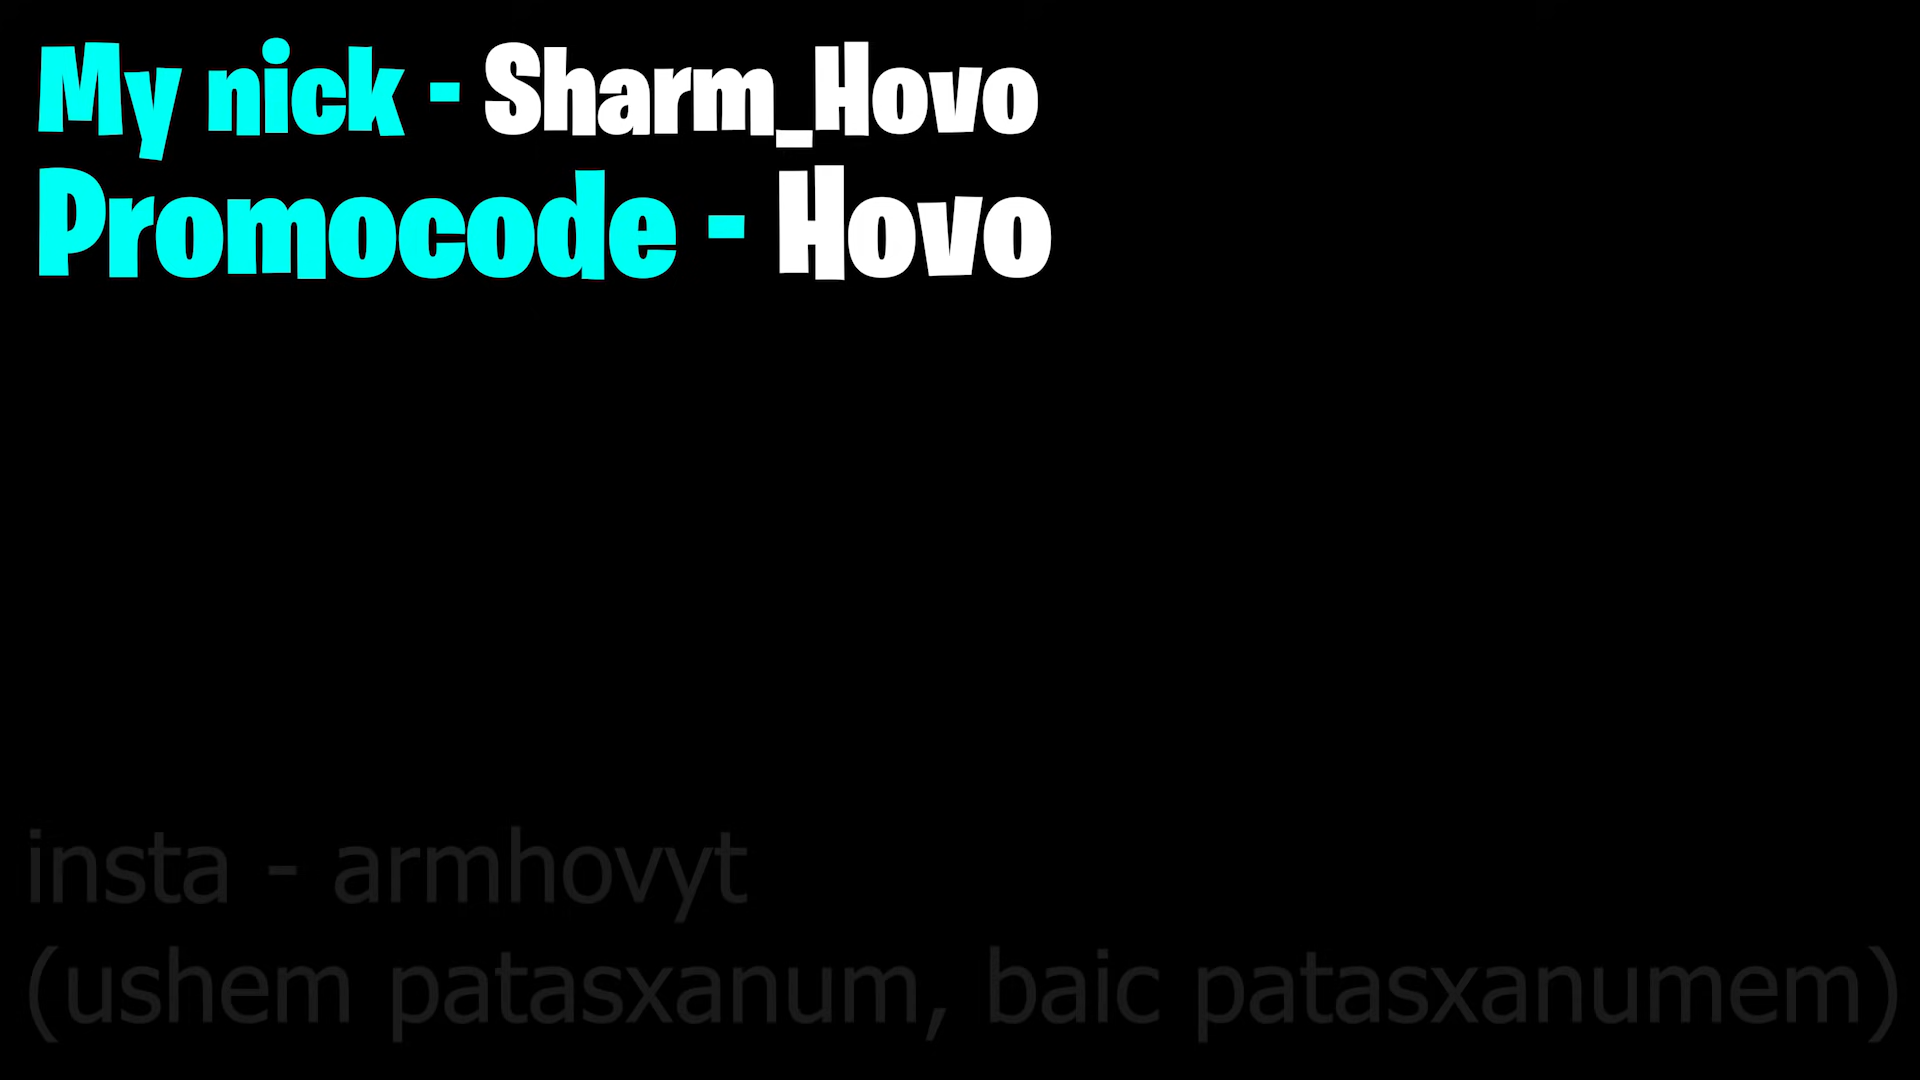 My nick - Sharm_Hovo
Promocode - Hovo
insta - armhovyt
(ushem patasxanum, baic patasxanumem)